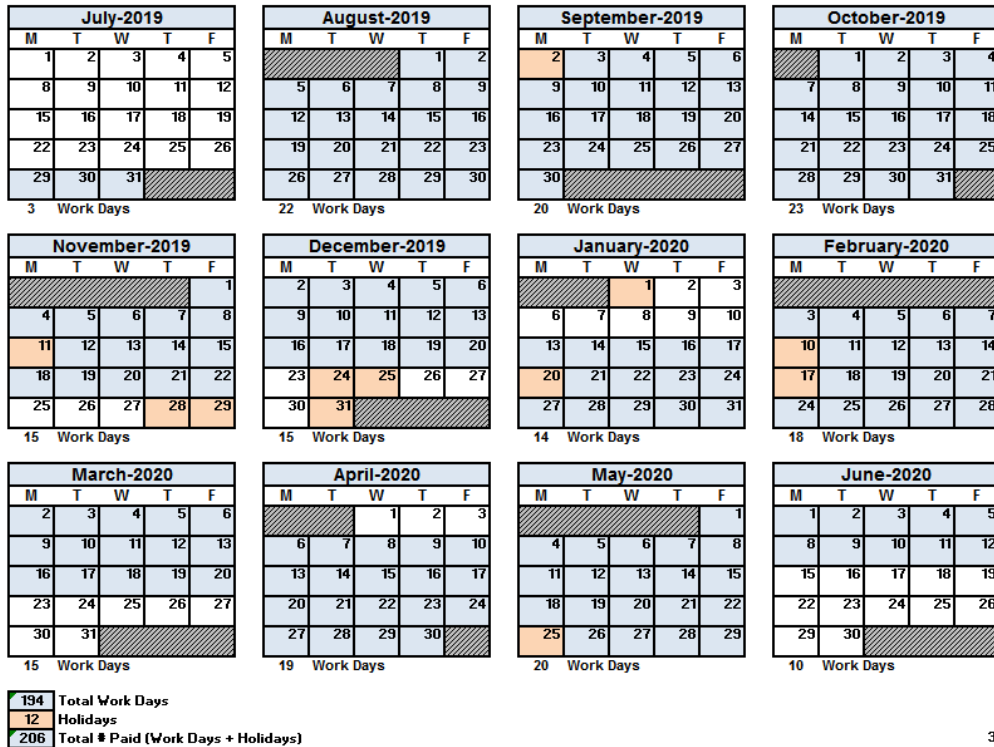 July-2019 August-2019 September-2019 October-2019
M T W T F M T W T F M T W T F M T W T F
1 2 3 4 5 1 2 2 3 4 5 6 1 2 3 4
8 9 10 11 12 5 6 7 8 9 9 10 11 12 13 7 8 9 10 11
15 16 17 18 19 12 13 14 15 16 16 17 18 19 20 14 15 16 17 18
22 23 24 25 26 19 20 21 22 23 23 24 25 26 27 21 22 23 24 25
29 30 31 26 27 28 29 30 30 28 29 30 31
3 Work Days 22 Work Days 20 Work Days 23 Work Days
November-2019 December-2019 January-2020 February-2020
M T W T F M T W T F M T W T F M T W T F
1 2 3 4 5 6 1 2 3
4 5 6 7 8 9 10 11 12 13 6 7 8 9 10 3 4 5 6 7
11 12 13 14 15 16 17 18 19 20 13 14 15 16 17 10 11 12 13 14
18 19 20 21 22 23 24 25 26 27 20 21 22 23 24 17 18 19 20 21
25 26 27 28 29 30 31 27 28 29 30 31 24 25 26 27 28
15 Work Days 15 Work Days 14 Work Days 18 Work Days
March-2020 April-2020 May-2020 June-2020
M T W T F M T W T F M T W T F M T W T F
2 3 4 5 6 1 2 3 1 1 2 3 4 5
9 10 11 12 13 6 7 8 9 10 4 5 6 7 8 8 9 10 11 12
16 17 18 19 20 13 14 15 16 17 11 12 13 14 15 15 16 17 18 19
23 24 25 26 27 20 21 22 23 24 18 19 20 21 22 22 23 24 25 26
30 31 27 28 29 30 25 26 27 28 29 29 30
15 Work Days 19 Work Days 20 Work Days 10 Work Days
194 Total Work Days
12 Holidays
206 Total # Paid (Work Days + Holidays)
3